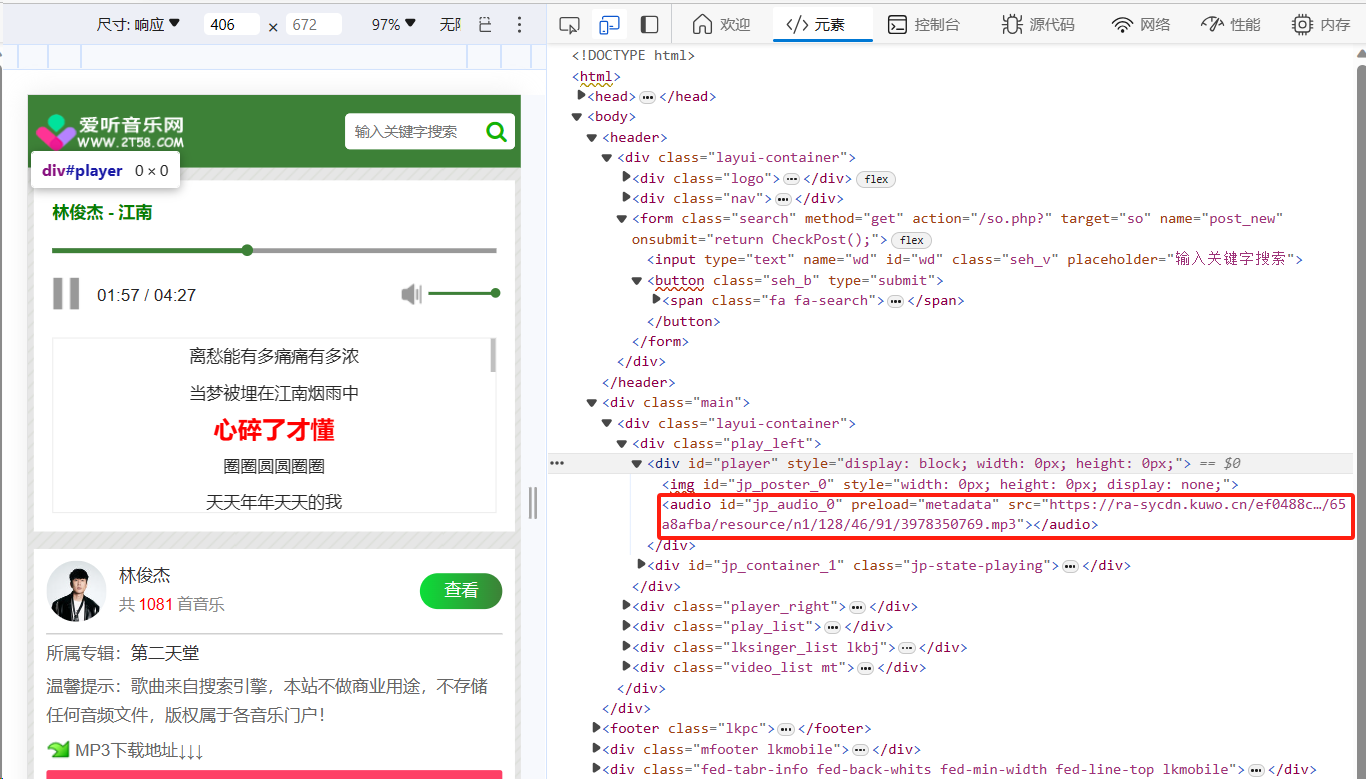 尺寸: 响应 406 × 672 97% 无阝
欢迎 元素 控制台 源代码 网络 性能 内存
爱听音乐网
WWW.2T58.COM
输入关键字搜索
div#player 0 × 0
林俊杰 - 江南
01:57 / 04:27
离愁能有多痛痛有多浓
当梦被埋在江南烟雨中
心碎了才懂
圈圈圆圆圈圈
天天年年天天的我
林俊杰
共 1081 首音乐
查看
所属专辑：第二天堂
温馨提示：歌曲来自搜索引擎，本站不做商业用途，不存储
任何音频文件，版权属于各音乐门户！
MP3下载地址↓↓↓
<!DOCTYPE html>
<html>
<head> … </head>
<body>
<header>
<div class="layui-container">
<div class="logo"> … </div> flex
<div class="nav"> … </div>
<form class="search" method="get" action="/so.php?" target="so" name="post_new"
onsubmit="return CheckPost();"> flex
<input type="text" name="wd" id="wd" class="seh_v" placeholder="输入关键字搜索">
<button class="seh_b" type="submit">
<span class="fa fa-search"> … </span>
</button>
</form>
</div>
</header>
<div class="main">
<div class="layui-container">
<div class="play_left">
… <div id="player" style="display: block; width: 0px; height: 0px;"> == $0
<img id="jp_poster_0" style="width: 0px; height: 0px; display: none;">
<audio id="jp_audio_0" preload="metadata" src="https://ra-sycdn.kuwo.cn/ef0488c…/65
a8afba/resource/n1/128/46/91/3978350769.mp3"></audio>
</div>
<div id="jp_container_1" class="jp-state-playing"> … </div>
</div>
<div class="player_right"> … </div>
<div class="play_list"> … </div>
<div class="lksinger_list lkbj"> … </div>
<div class="video_list mt"> … </div>
</div>
</div>
<footer class="lkpc"> … </footer>
<div class="mfooter lkmobile"> … </div>
<div class="fed-tabr-info fed-back-whits fed-min-width fed-line-top lkmobile"> … </div>